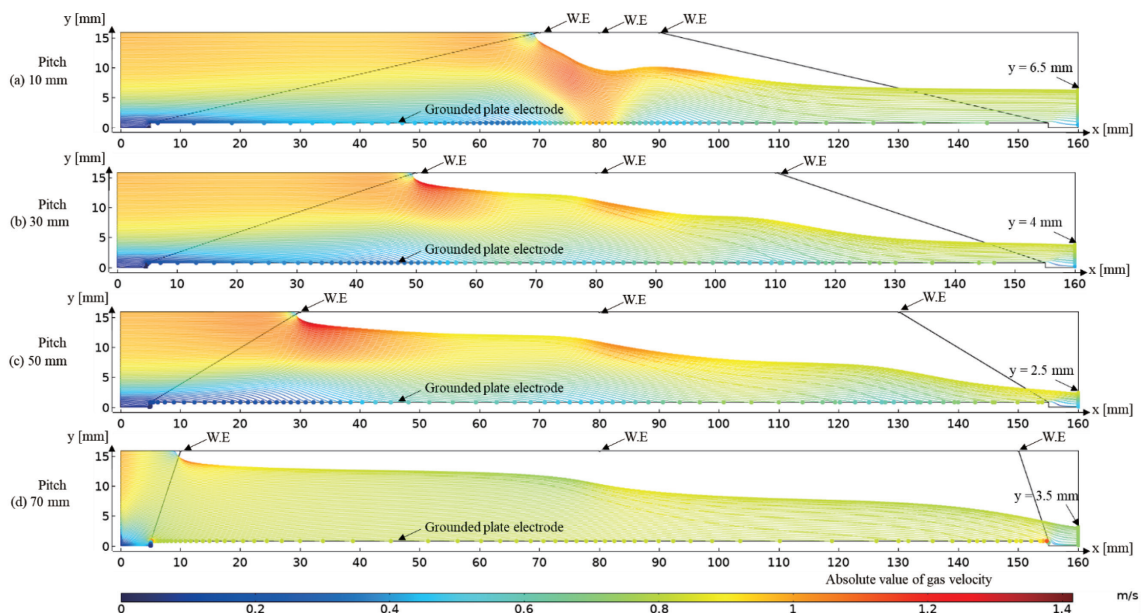 y [mm]
W.E W.E W.E
Pitch
(a) 10 mm
15
10
5
0
y = 6.5 mm
Grounded plate electrode
0 10 20 30 40 50 60 70 80 90 100 110 120 130 140 150 160
x [mm]
y [mm]
W.E W.E W.E
Pitch
(b) 30 mm
15
10
5
0
y = 4 mm
Grounded plate electrode
0 10 20 30 40 50 60 70 80 90 100 110 120 130 140 150 160
x [mm]
y [mm]
W.E W.E W.E
Pitch
(c) 50 mm
15
10
5
0
y = 2.5 mm
Grounded plate electrode
0 10 20 30 40 50 60 70 80 90 100 110 120 130 140 150 160
x [mm]
y [mm]
W.E W.E W.E
Pitch
(d) 70 mm
15
10
5
0
y = 3.5 mm
Grounded plate electrode
0 10 20 30 40 50 60 70 80 90 100 110 120 130 140 150 160
x [mm]
Absolute value of gas velocity
m/s
0 0.2 0.4 0.6 0.8 1 1.2 1.4